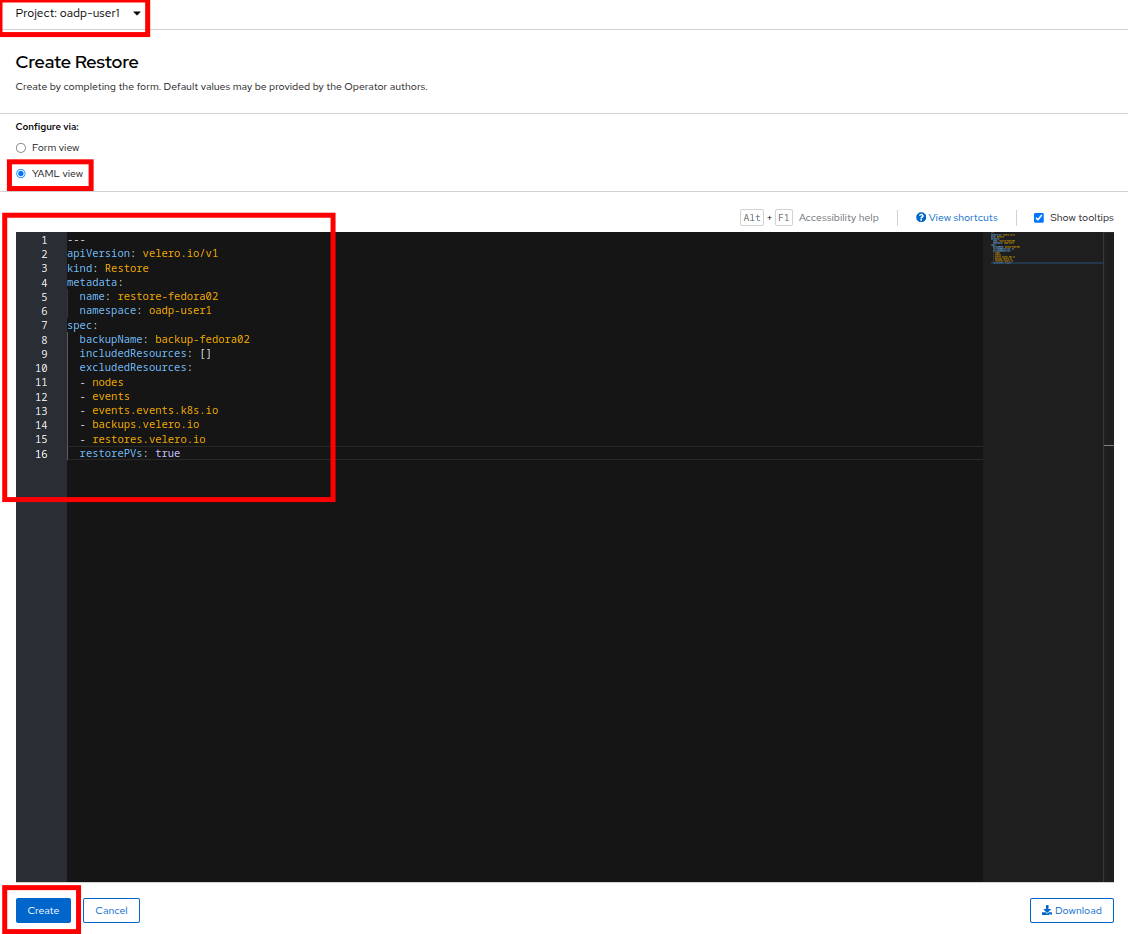 Project: oadp-user1
Create Restore
Create by completing the form. Default values may be provided by the Operator authors.
Configure via:
Form view
YAML view
Alt + F1 Accessibility help View shortcuts Show tooltips
1 ---
2 apiVersion: velero.io/v1
3 kind: Restore
4 metadata:
5   name: restore-fedora02
6   namespace: oadp-user1
7 spec:
8   backupName: backup-fedora02
9   includedResources: []
10   excludedResources:
11   - nodes
12   - events
13   - events.events.k8s.io
14   - backups.velero.io
15   - restores.velero.io
16   restorePVs: true
Create Cancel Download